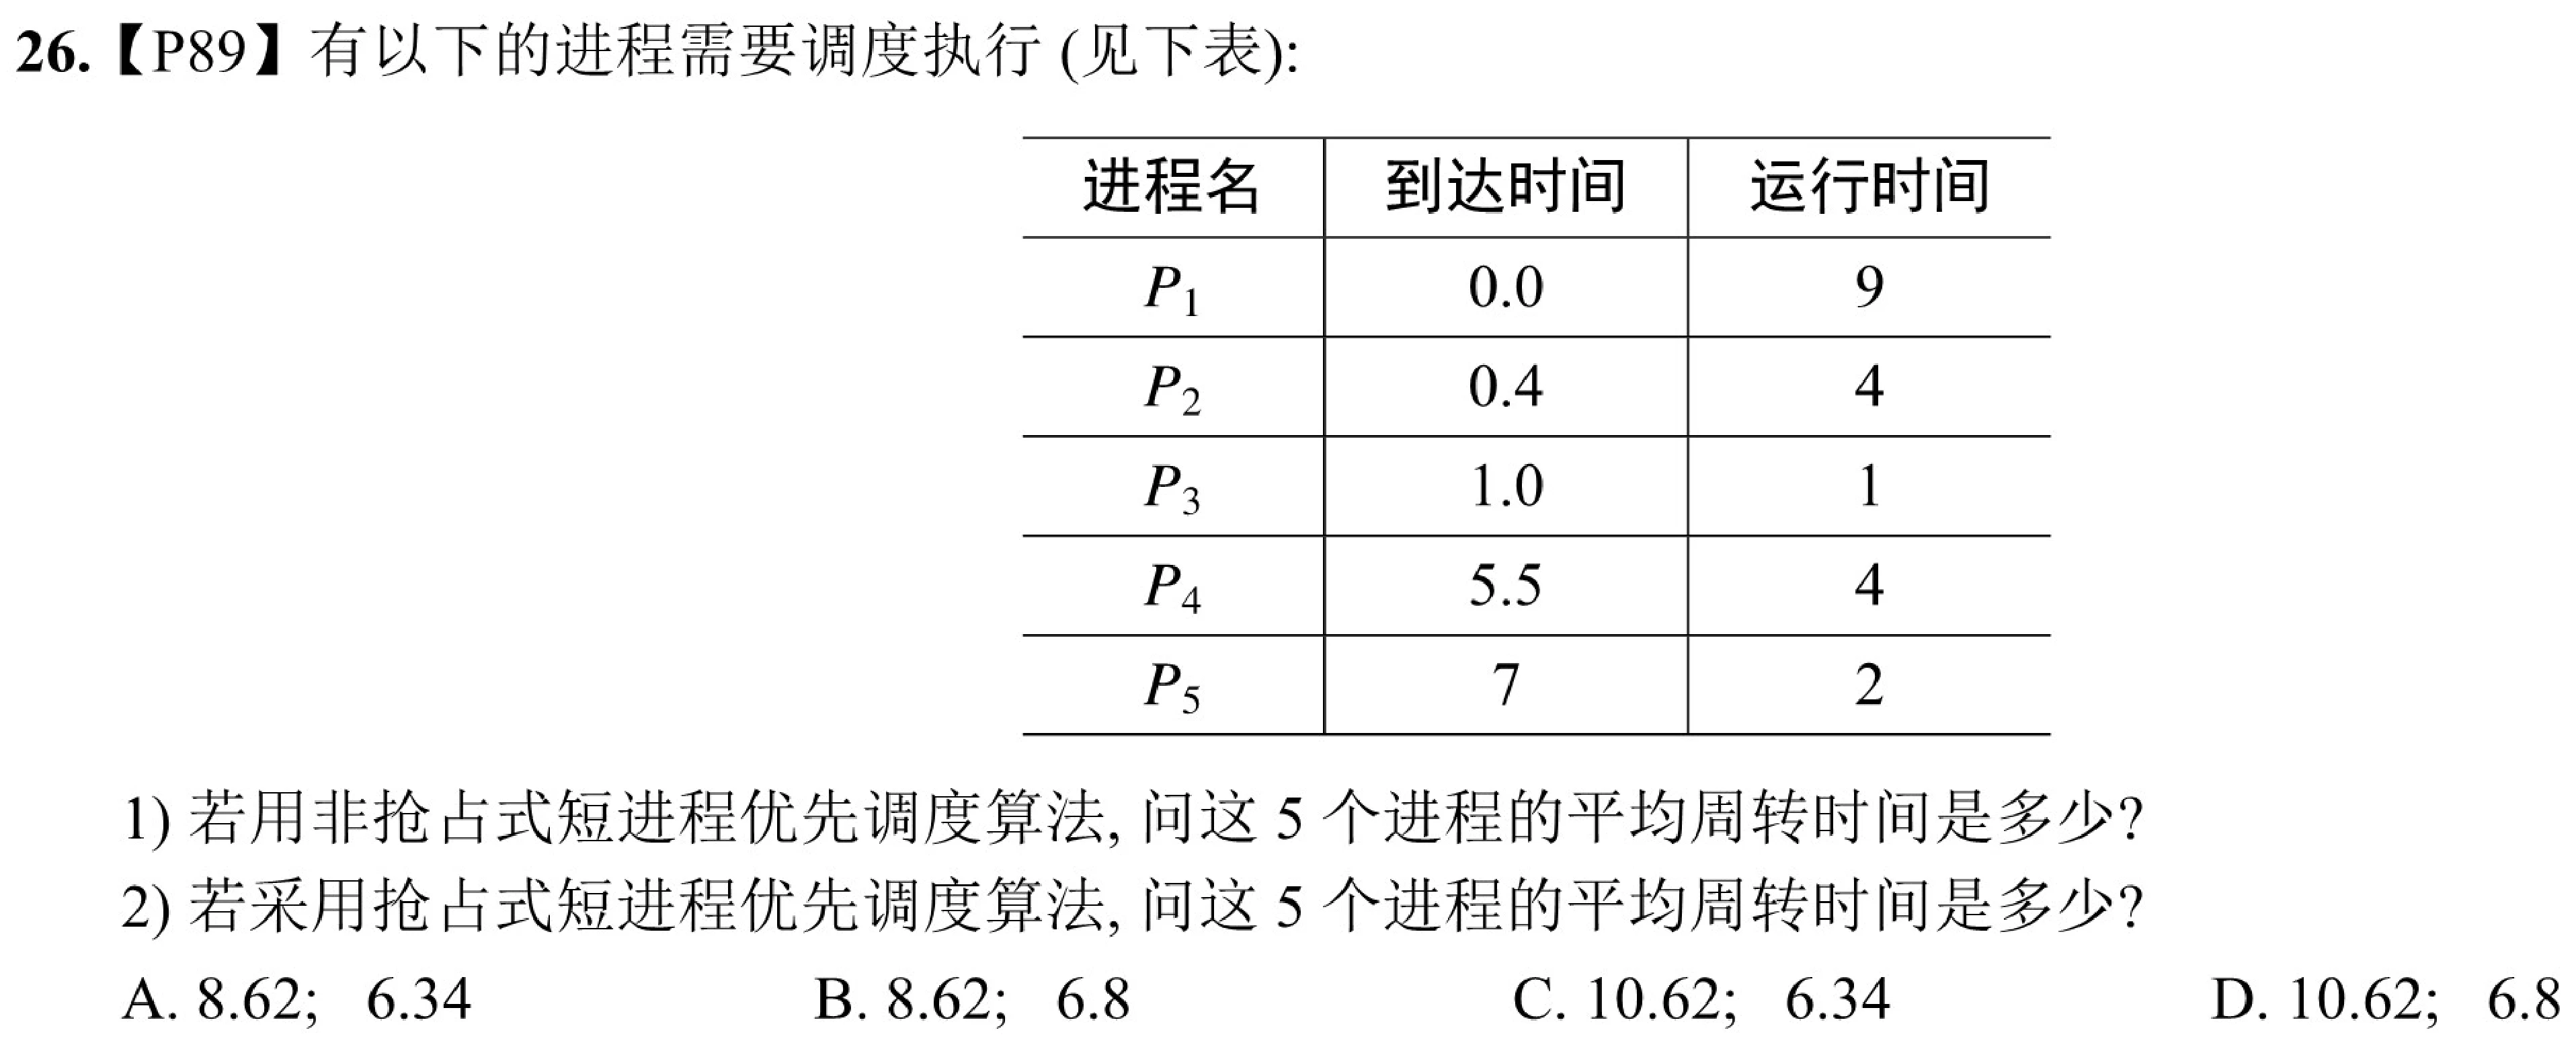 26.【P89】有以下的进程需要调度执行 (见下表):
进程名 到达时间 运行时间
P1 0.0 9
P2 0.4 4
P3 1.0 1
P4 5.5 4
P5 7 2
1) 若用非抢占式短进程优先调度算法, 问这 5 个进程的平均周转时间是多少?
2) 若采用抢占式短进程优先调度算法, 问这 5 个进程的平均周转时间是多少?
A. 8.62; 6.34 B. 8.62; 6.8 C. 10.62; 6.34 D. 10.62; 6.8